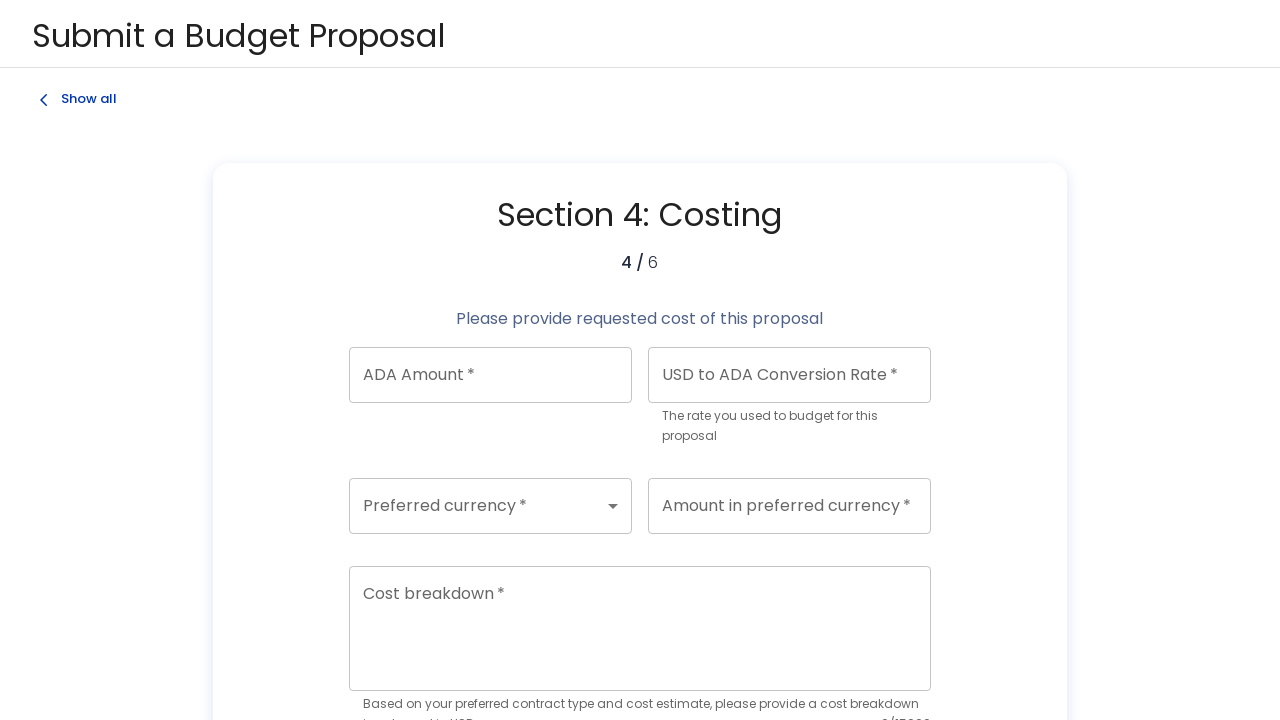 Submit a Budget Proposal
Show all
Section 4: Costing
4 / 6
Please provide requested cost of this proposal
ADA Amount *
USD to ADA Conversion Rate *
The rate you used to budget for this
proposal
Preferred currency *
Amount in preferred currency *
Cost breakdown *
Based on your preferred contract type and cost estimate, please provide a cost breakdown